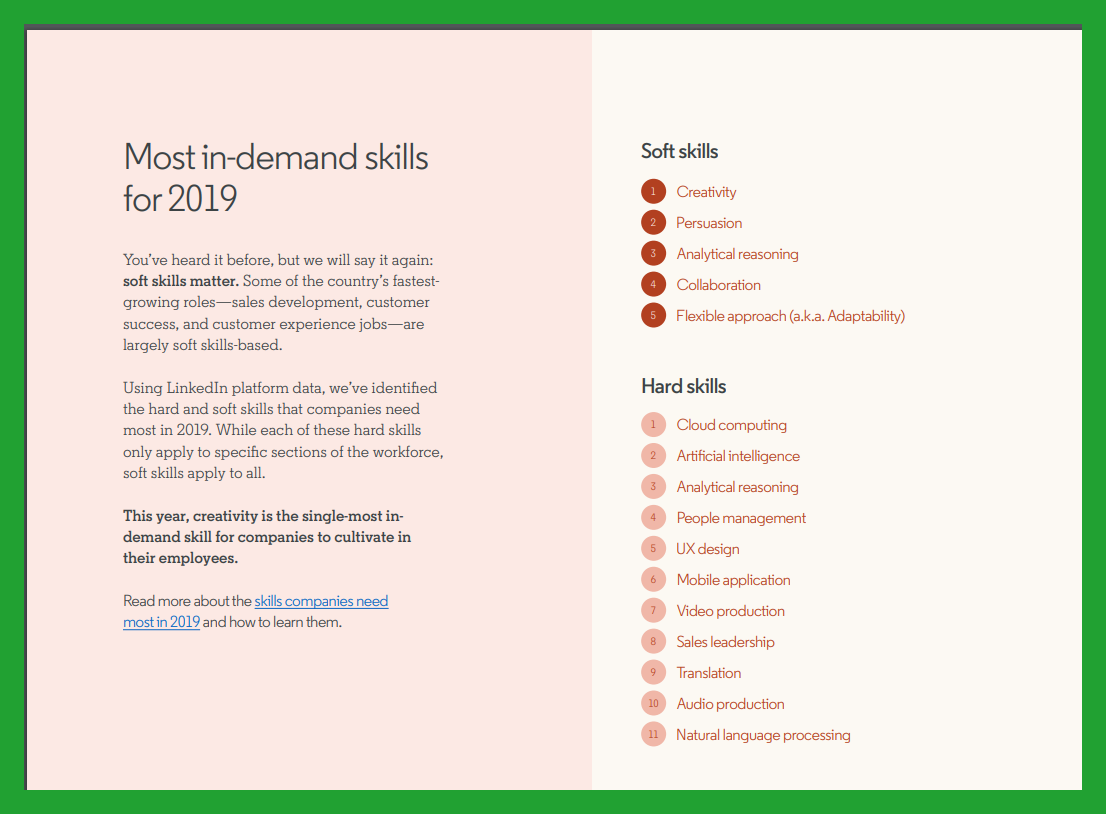 Most in-demand skills
for 2019
You've heard it before, but we will say it again:
soft skills matter. Some of the country's fastest-
growing roles—sales development, customer
success, and customer experience jobs—are
largely soft skills-based.
Using LinkedIn platform data, we've identified
the hard and soft skills that companies need
most in 2019. While each of these hard skills
only apply to specific sections of the workforce,
soft skills apply to all.
This year, creativity is the single-most in-
demand skill for companies to cultivate in
their employees.
Read more about the skills companies need
most in 2019 and how to learn them.
Soft skills
1 Creativity
2 Persuasion
3 Analytical reasoning
4 Collaboration
5 Flexible approach (a.k.a. Adaptability)
Hard skills
1 Cloud computing
2 Artificial intelligence
3 Analytical reasoning
4 People management
5 UX design
6 Mobile application
7 Video production
8 Sales leadership
9 Translation
10 Audio production
11 Natural language processing